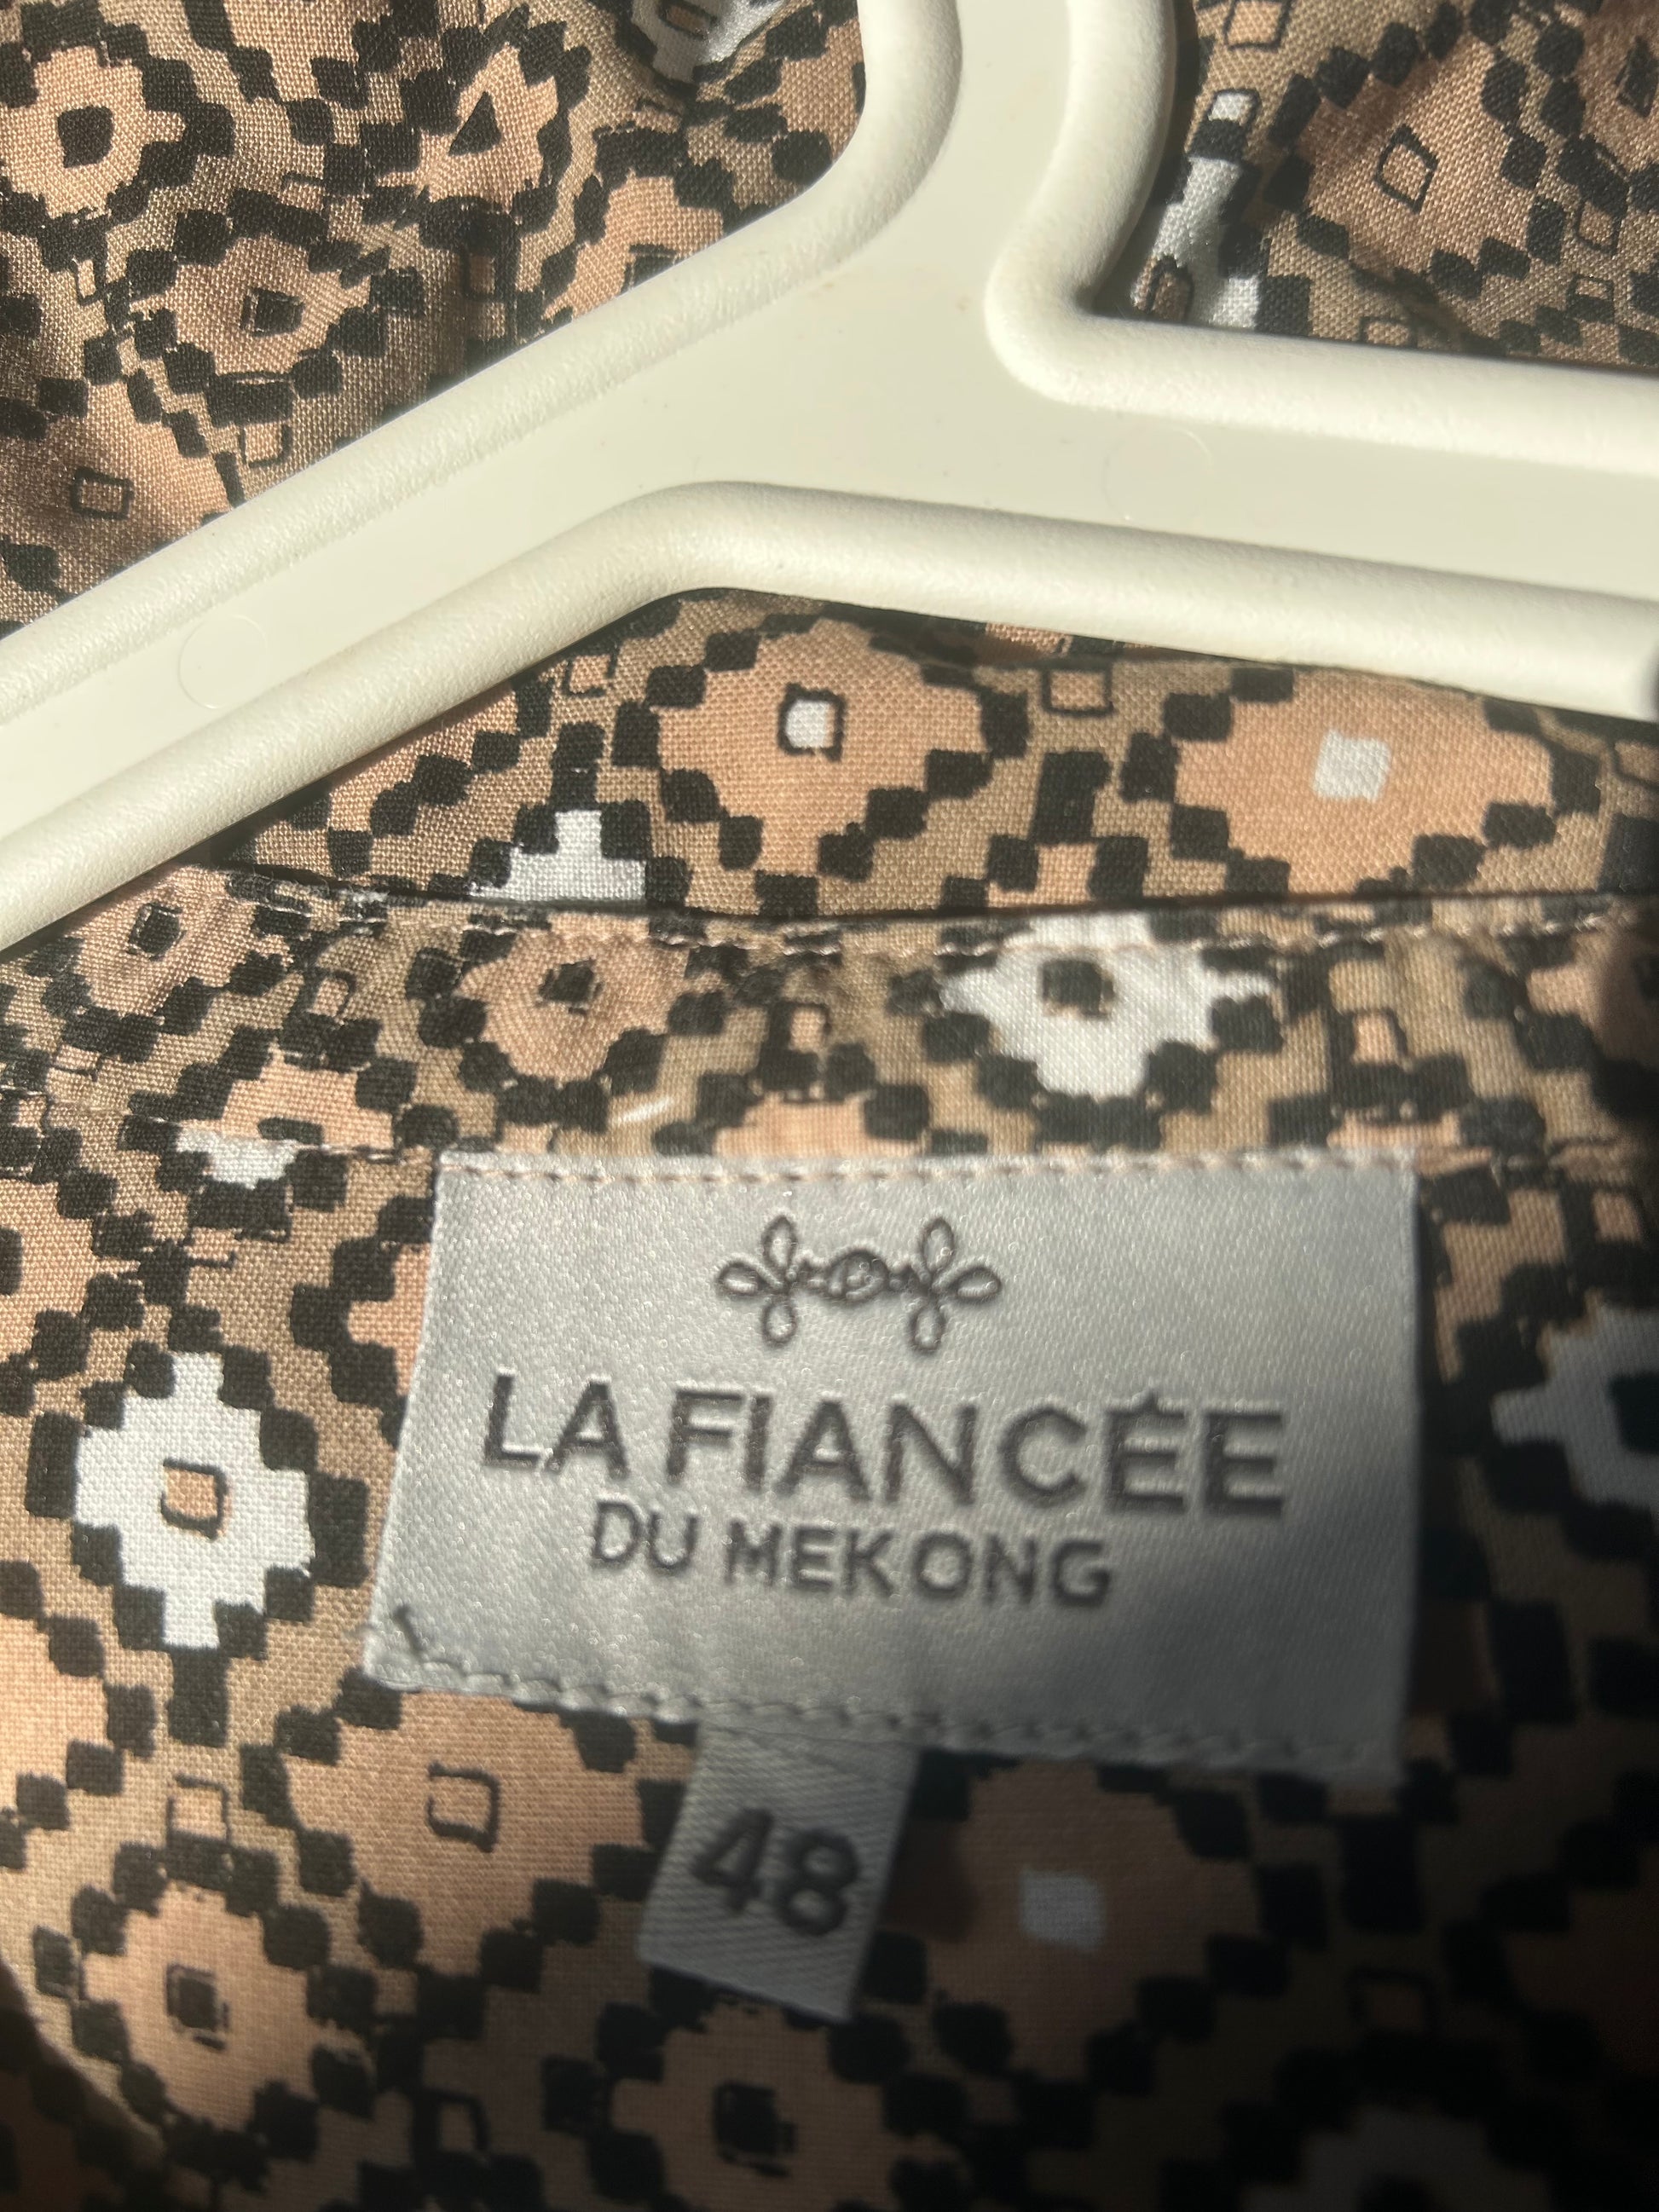 LA FIANCÉE
DU MEKONG
48